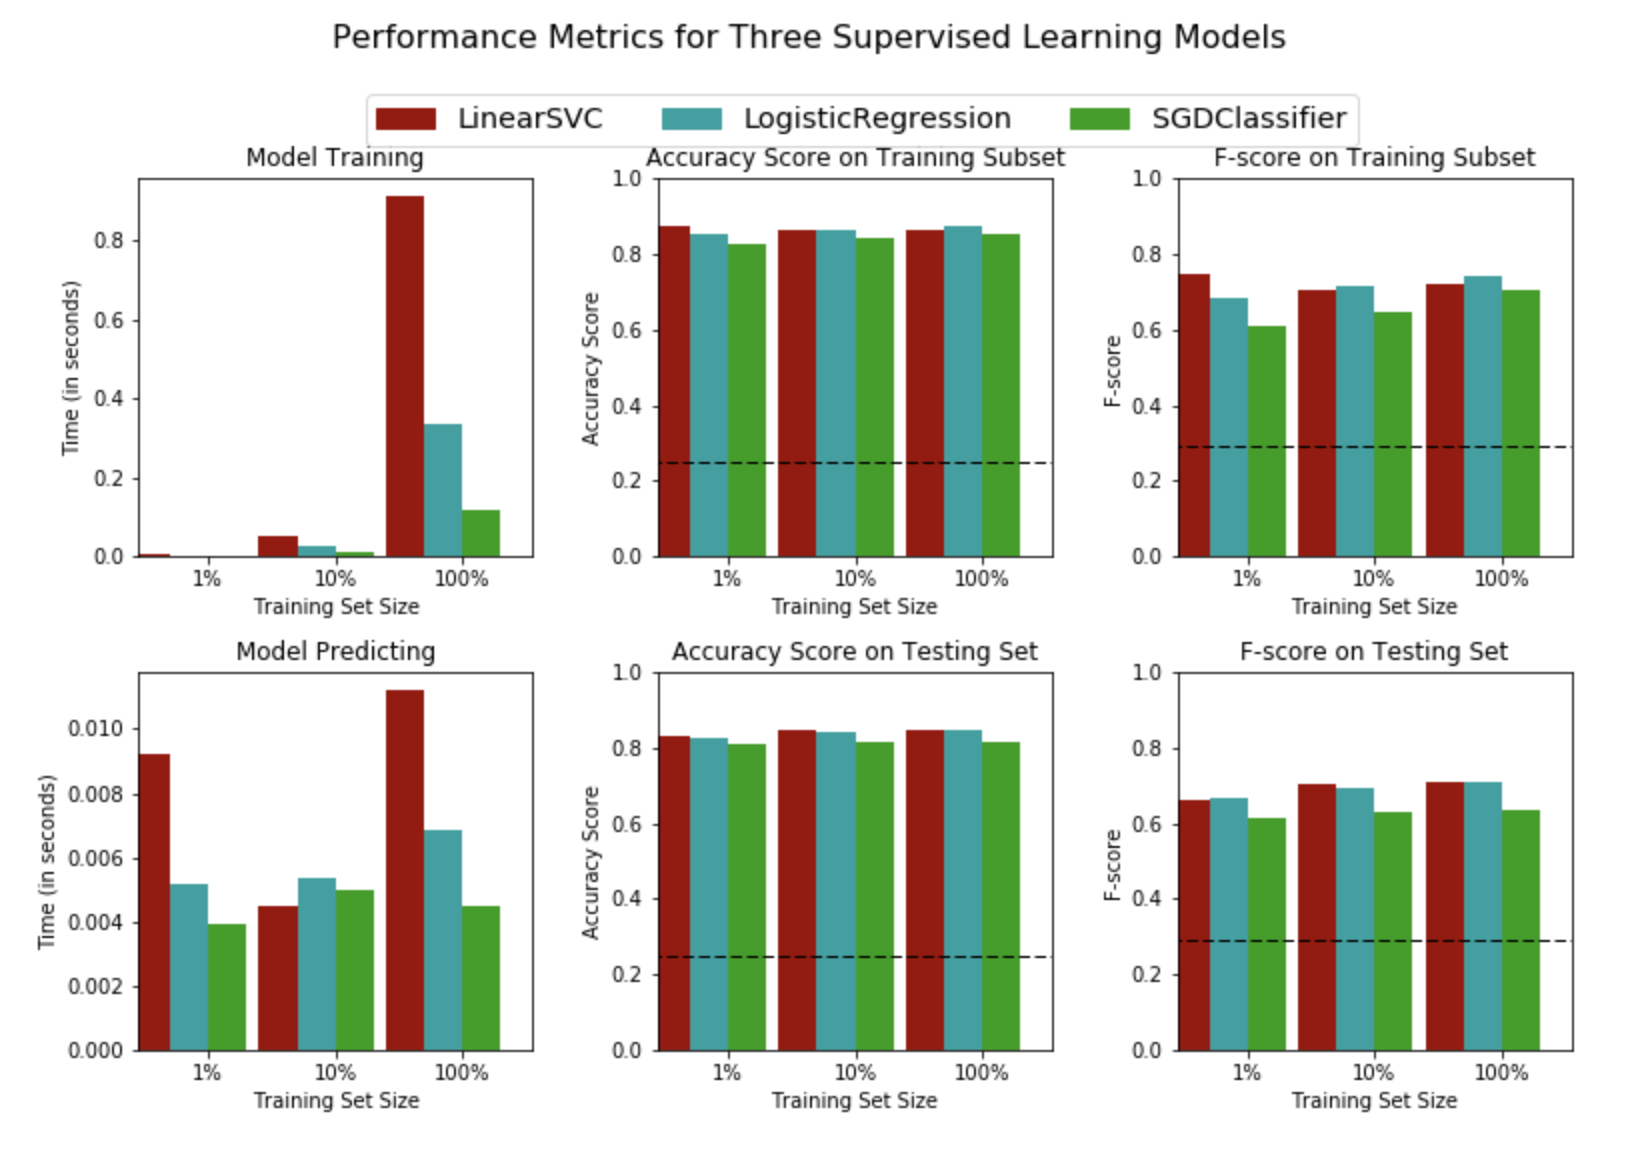 Performance Metrics for Three Supervised Learning Models
LinearSVC LogisticRegression SGDClassifier
Model Training
Time (in seconds)
0.8
0.6
0.4
0.2
0.0
1% 10% 100%
Training Set Size
Accuracy Score on Training Subset
Accuracy Score
1.0
0.8
0.6
0.4
0.2
0.0
1% 10% 100%
Training Set Size
F-score on Training Subset
F-score
1.0
0.8
0.6
0.4
0.2
0.0
1% 10% 100%
Training Set Size
Model Predicting
Time (in seconds)
0.010
0.008
0.006
0.004
0.002
0.000
1% 10% 100%
Training Set Size
Accuracy Score on Testing Set
Accuracy Score
1.0
0.8
0.6
0.4
0.2
0.0
1% 10% 100%
Training Set Size
F-score on Testing Set
F-score
1.0
0.8
0.6
0.4
0.2
0.0
1% 10% 100%
Training Set Size